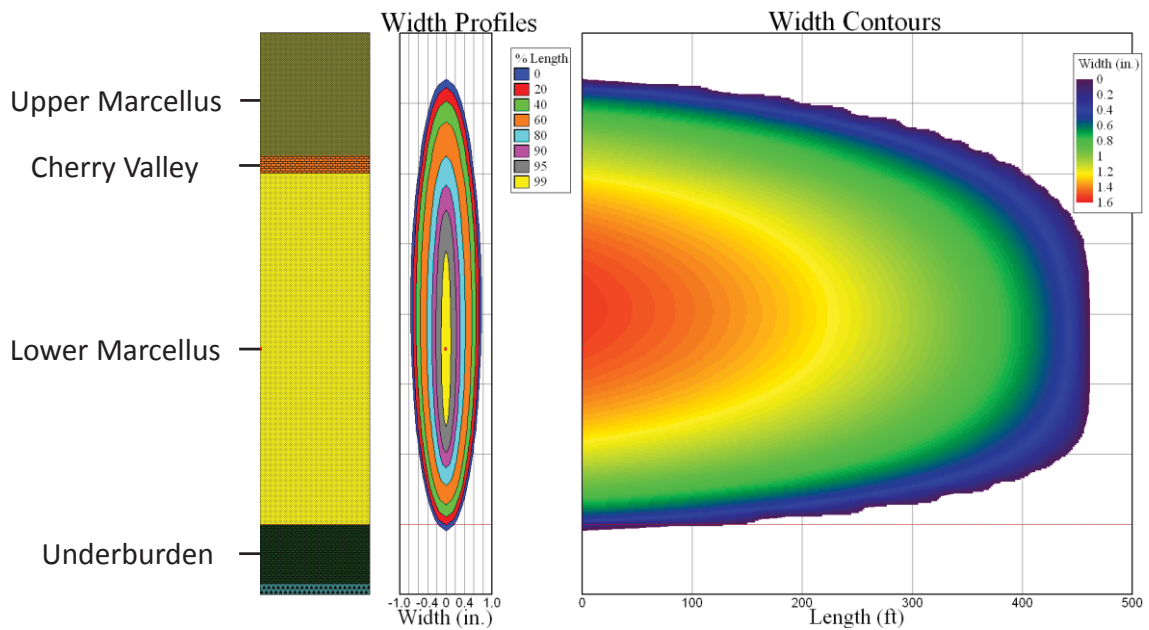 Width Profiles
Width Contours
Upper Marcellus
Cherry Valley
Lower Marcellus
Underburden
% Length
0
20
40
60
80
90
95
99
Width (in.)
0
0.2
0.4
0.6
0.8
1
1.2
1.4
1.6
-1.0 -0.4 0 0.4 1.0
Width (in.)
0 100 200 300 400 500
Length (ft)